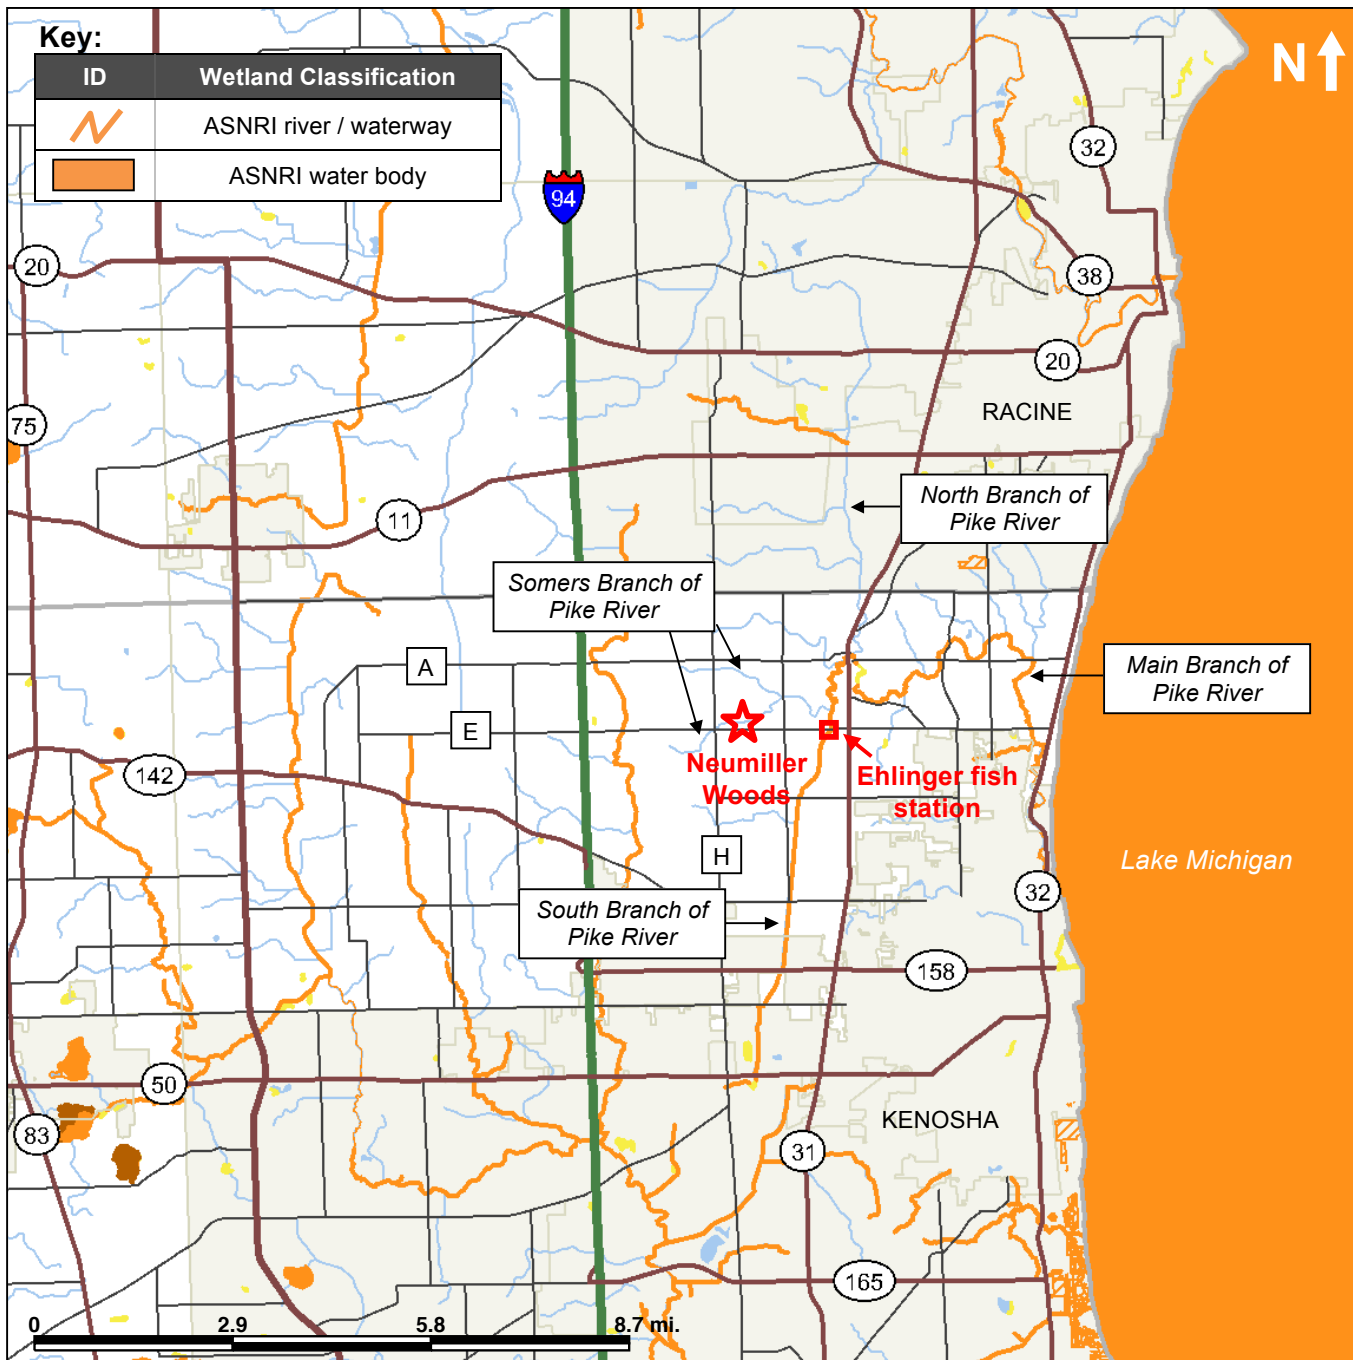 Key:
ID Wetland Classification
ASNRI river / waterway
ASNRI water body
N
94
32
20
38
20
75
RACINE
North Branch of
Pike River
11
Somers Branch of
Pike River
A
Main Branch of
Pike River
E
Neumiller
Woods
Ehlinger fish
station
142
H
Lake Michigan
32
South Branch of
Pike River
158
50
83
KENOSHA
31
165
0 2.9 5.8 8.7 mi.